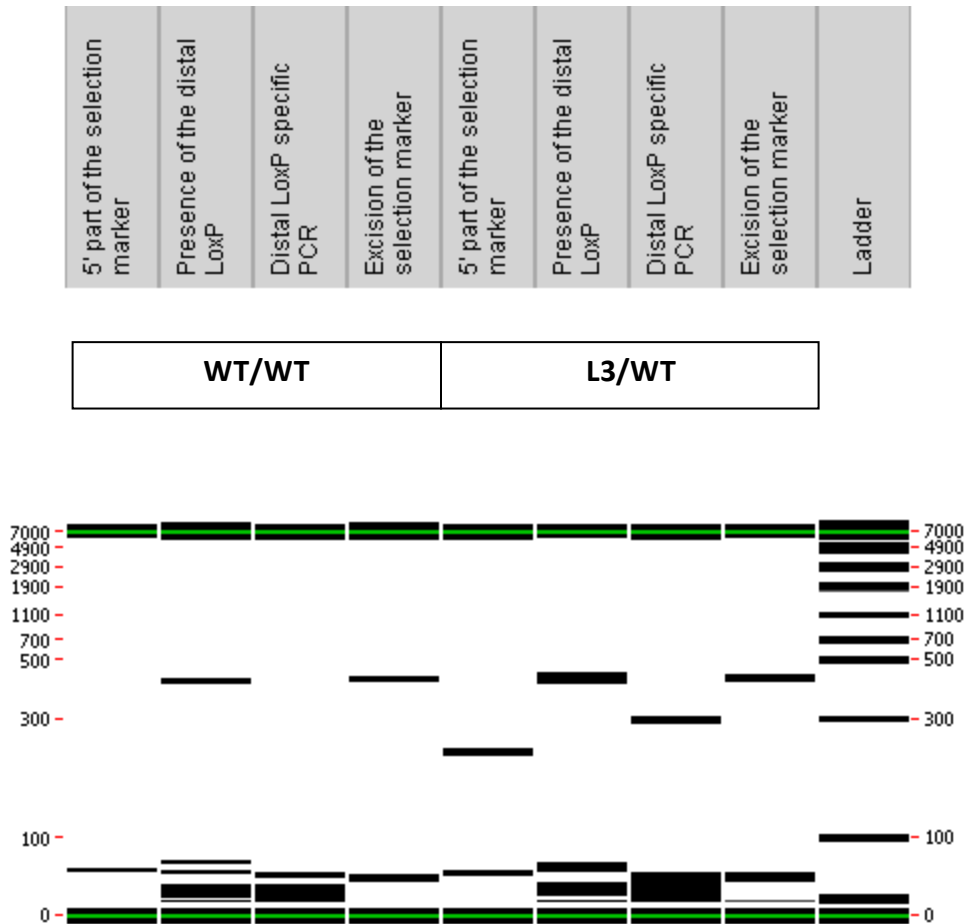 5' part of the selection
marker
Presence of the distal
LoxP
Distal LoxP specific
PCR
Excision of the
selection marker
5' part of the selection
marker
Presence of the distal
LoxP
Distal LoxP specific
PCR
Excision of the
selection marker
Ladder
WT/WT
L3/WT
7000
4900
2900
1900
1100
700
500
300
100
0
7000
4900
2900
1900
1100
700
500
300
100
0